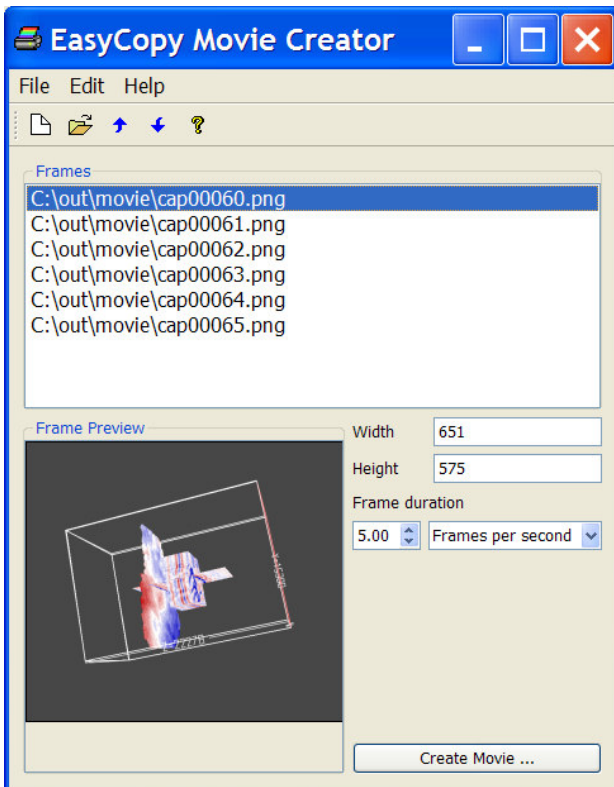 EasyCopy Movie Creator
File Edit Help
Frames
C:\out\movie\cap00060.png
C:\out\movie\cap00061.png
C:\out\movie\cap00062.png
C:\out\movie\cap00063.png
C:\out\movie\cap00064.png
C:\out\movie\cap00065.png
Frame Preview
Width 651
Height 575
Frame duration
5.00 Frames per second
Create Movie ...